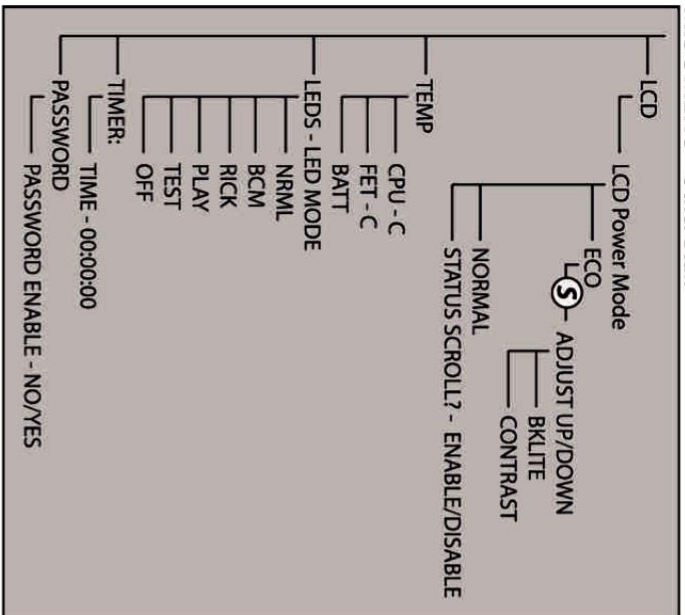 LCD
LCD Power Mode
ECO
S
ADJUST UP/DOWN
BKLITE
CONTRAST
NORMAL
STATUS SCROLL? - ENABLE/DISABLE
TEMP
CPU - C
FET - C
BATT
LEDS - LED MODE
NRML
BCM
RICK
PLAY
TEST
OFF
TIMER:
TIME - 00:00:00
PASSWORD
PASSWORD ENABLE - NO/YES